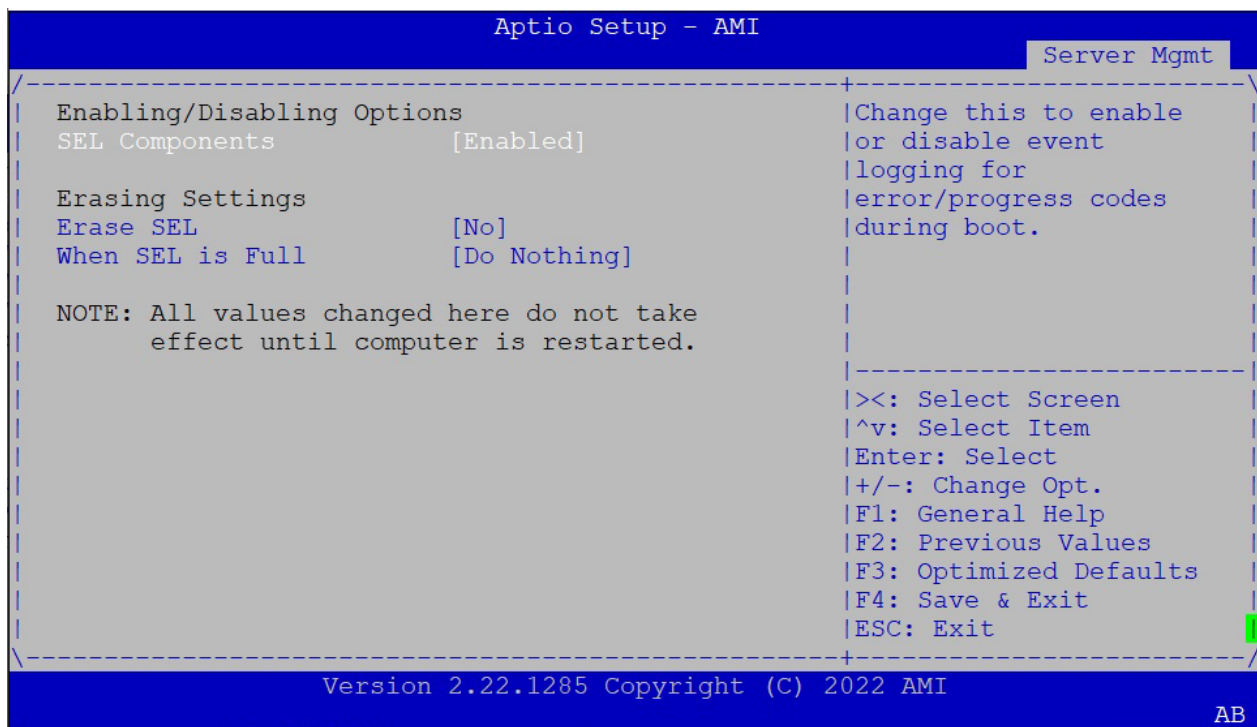 Aptio Setup - AMI
Server Mgmt
/----------------------------------------------------+-------------------------\
Enabling/Disabling Options
SEL Components [Enabled]
Erasing Settings
Erase SEL [No]
When SEL is Full [Do Nothing]
NOTE: All values changed here do not take
effect until computer is restarted.
Change this to enable
or disable event
logging for
error/progress codes
during boot.
><: Select Screen
^v: Select Item
Enter: Select
+/-: Change Opt.
F1: General Help
F2: Previous Values
F3: Optimized Defaults
F4: Save & Exit
ESC: Exit
\----------------------------------------------------+-------------------------/
Version 2.22.1285 Copyright (C) 2022 AMI
AB